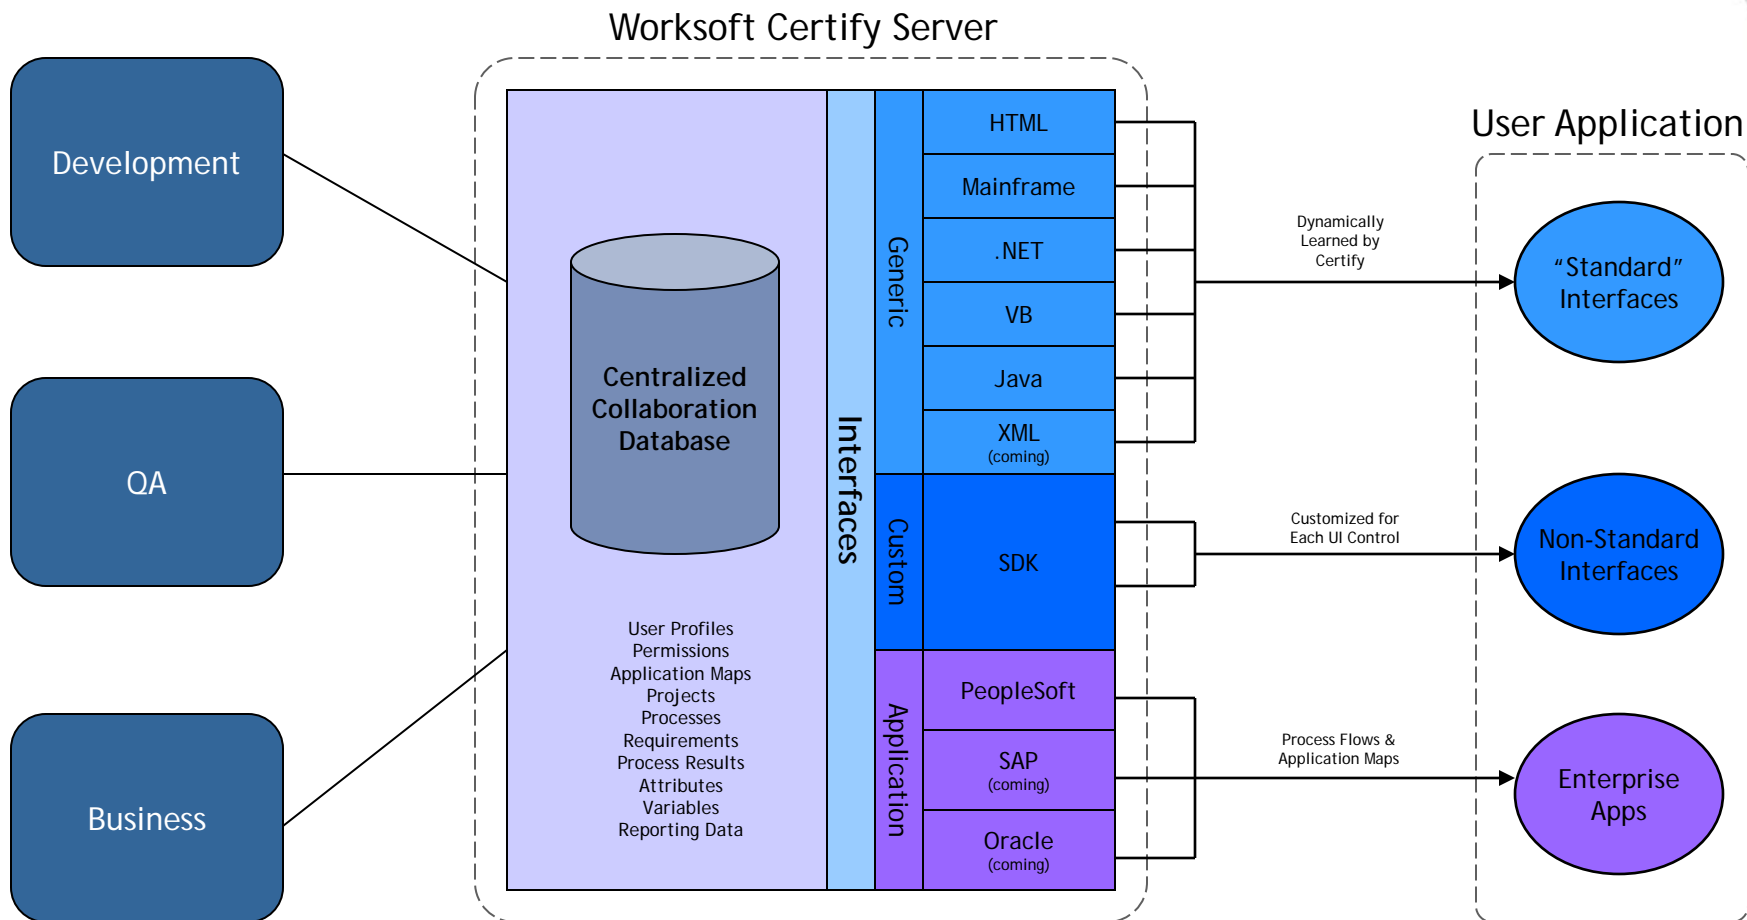 Worksoft Certify Server
Development
QA
Business
Centralized
Collaboration
Database
User Profiles
Permissions
Application Maps
Projects
Processes
Requirements
Process Results
Attributes
Variables
Reporting Data
Interfaces
Generic
HTML
Mainframe
.NET
VB
Java
XML
(coming)
Custom
SDK
Application
PeopleSoft
SAP
(coming)
Oracle
(coming)
Dynamically
Learned by
Certify
Customized for
Each UI Control
Process Flows &
Application Maps
User Application
“Standard”
Interfaces
Non-Standard
Interfaces
Enterprise
Apps